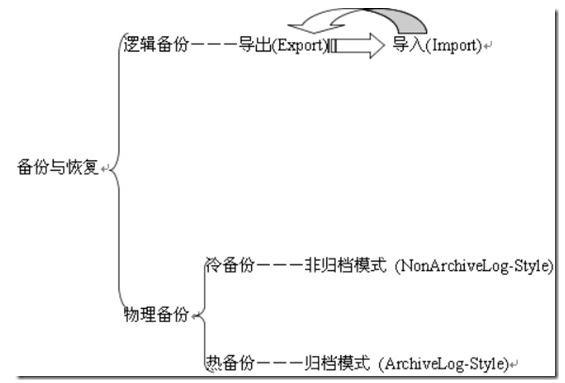 逻辑备份———导出(Export) 导入(Import)
备份与恢复
冷备份———非归档模式 (NonArchiveLog-Style)
物理备份
热备份———归档模式 (ArchiveLog-Style)